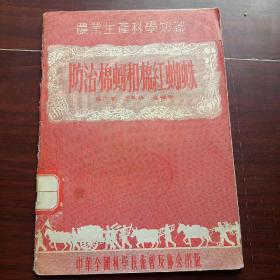 農業生產科學知識
防治棉蚜和棉紅蜘蛛
中華全國科學技術普及協會出版